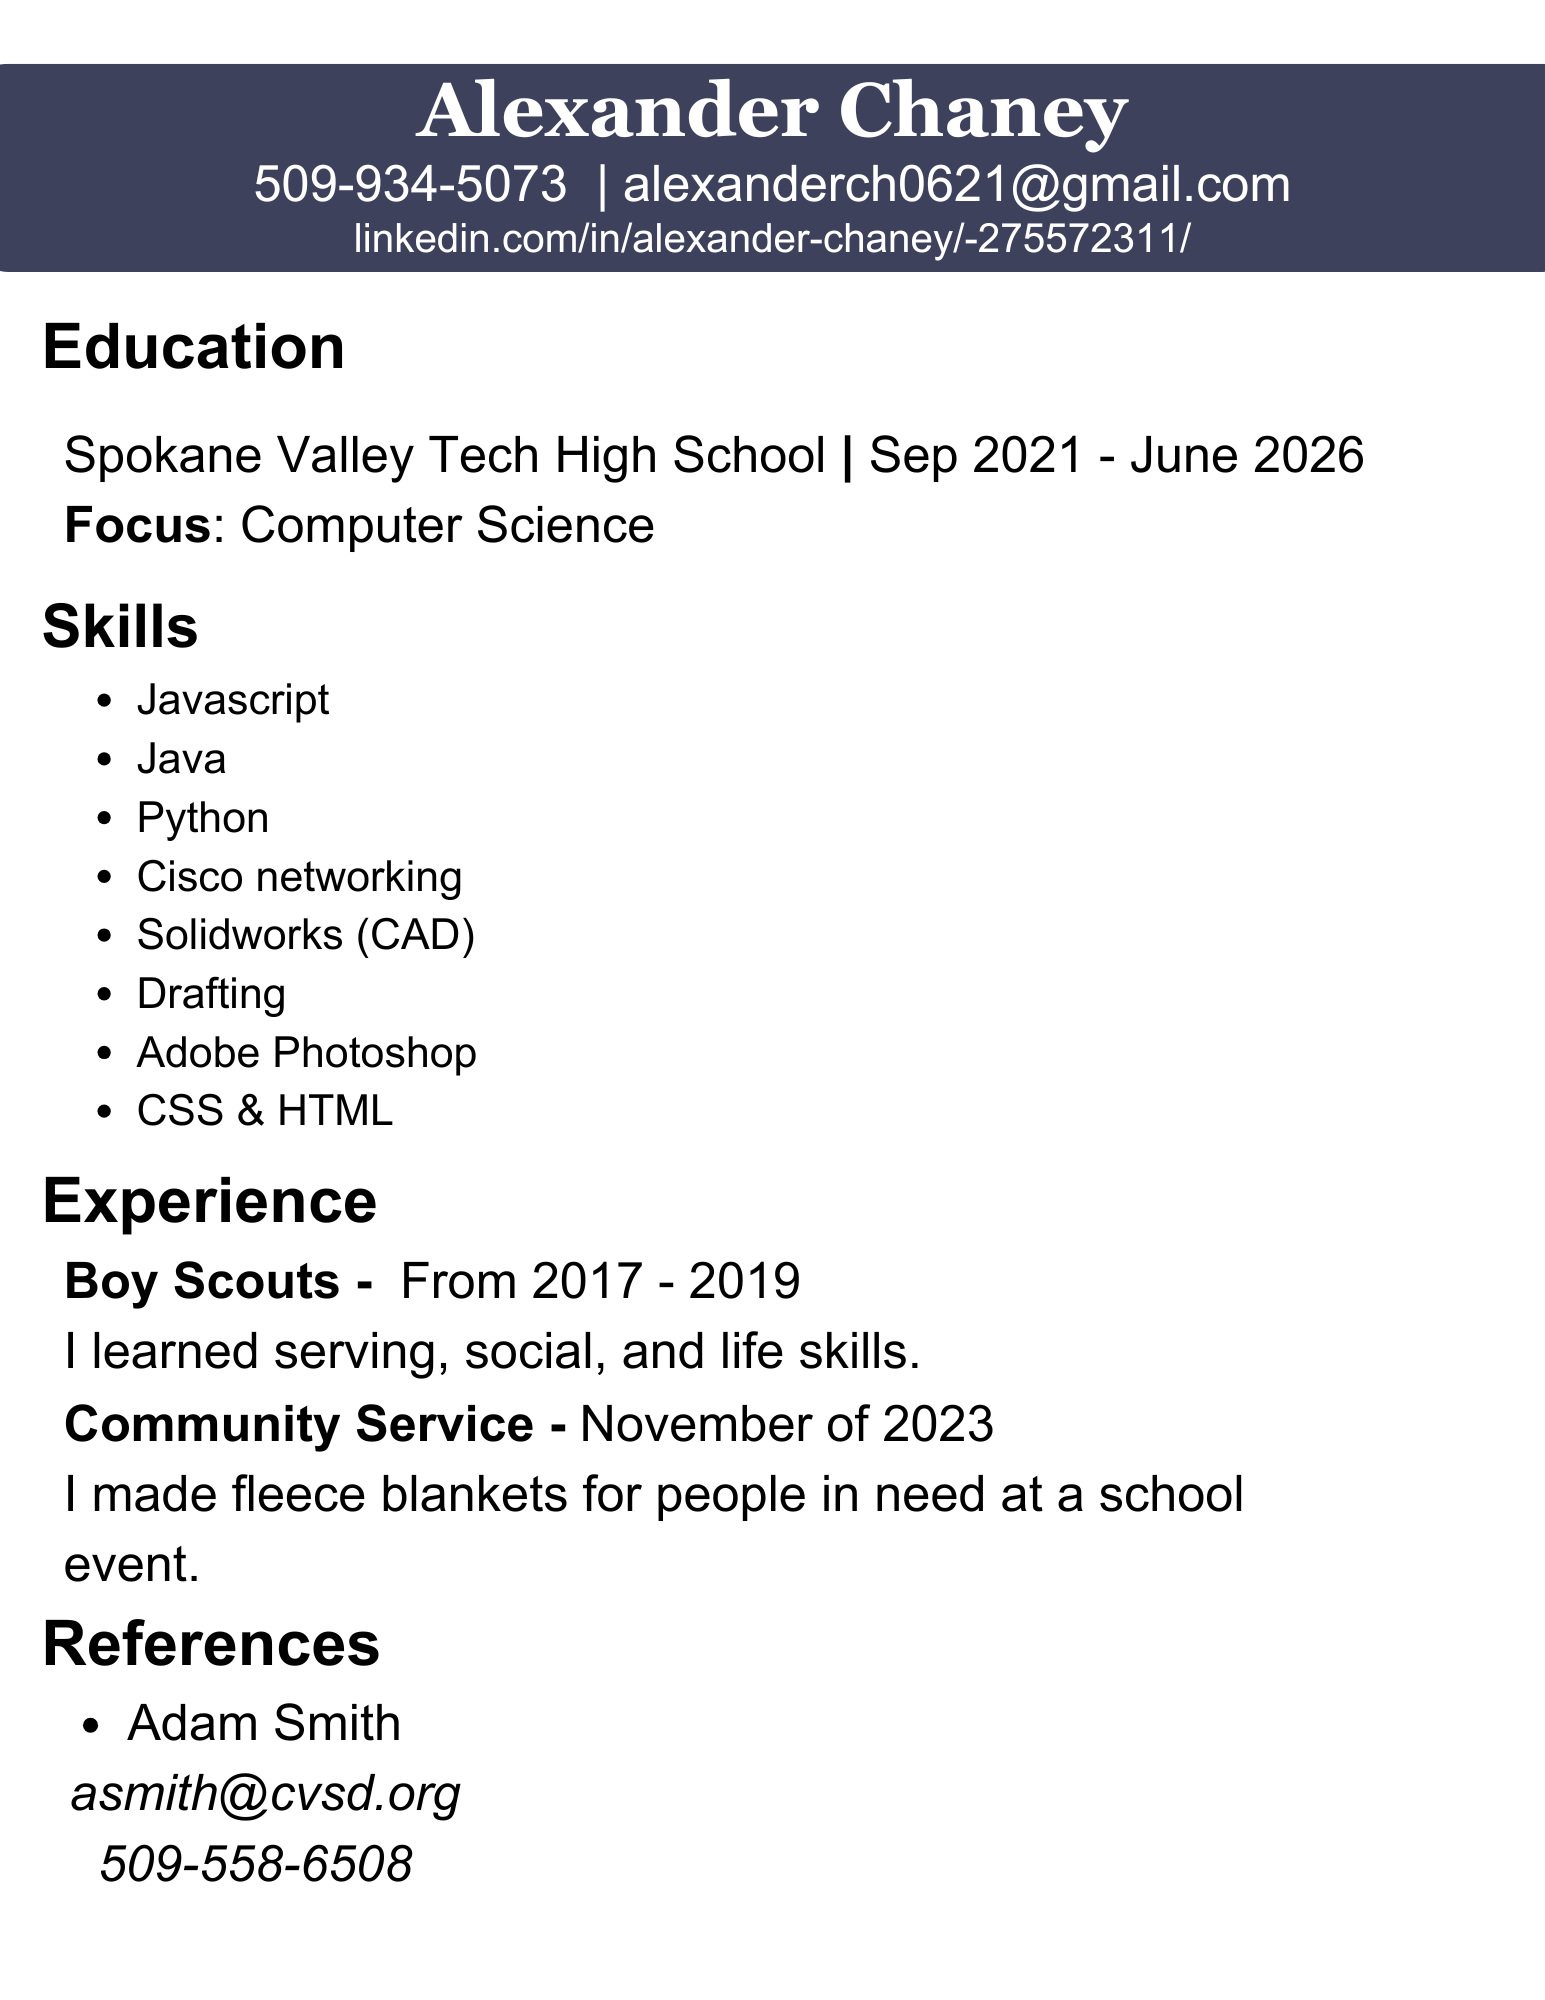 Alexander Chaney
509-934-5073  | alexanderch0621@gmail.com
linkedin.com/in/alexander-chaney/-275572311/
Education
Spokane Valley Tech High School | Sep 2021 - June 2026
Focus: Computer Science
Skills
• Javascript
• Java
• Python
• Cisco networking
• Solidworks (CAD)
• Drafting
• Adobe Photoshop
• CSS & HTML
Experience
Boy Scouts -  From 2017 - 2019
I learned serving, social, and life skills.
Community Service - November of 2023
I made fleece blankets for people in need at a school
event.
References
• Adam Smith
asmith@cvsd.org
509-558-6508